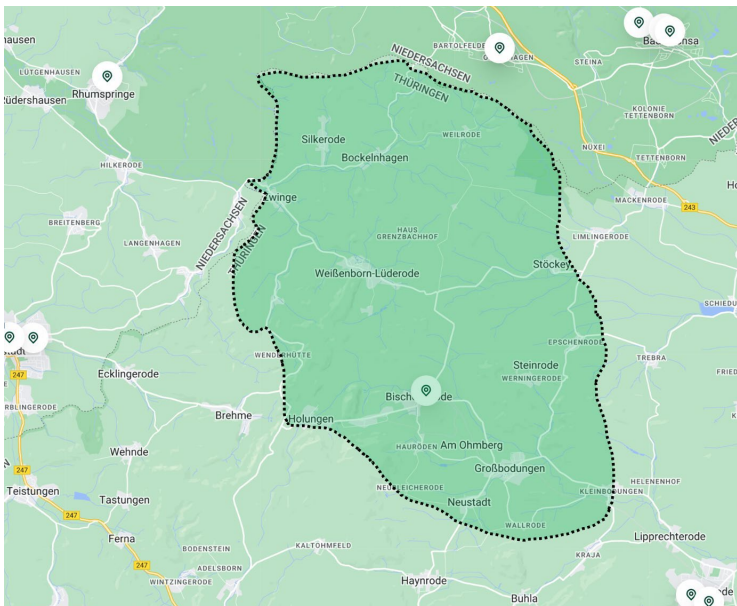 NIEDERSACHSEN
THÜRINGEN
STEINA
LÜTGENHAUSEN
Rhumspringe
KOLONIE
TETTENBORN
Silkerode
WEILRODE
NÜXEI
Bockelnhagen
TETTENBORN
HILKERODE
Zwinge
MACKENRODE
243
BREITENBERG
NIEDERSACHSEN
HAUS
GRENZBACHHOF
LIMLINGERODE
LANGENHAGEN
THÜRINGEN
Stöckey
Weißenborn-Lüderode
EPSCHENRODE
WENDEHÜTTE
TREBRA
Steinrode
247
Ecklingerode
WERNINGERODE
Brehme
Holungen
HAURÖDEN
Am Ohmberg
Wehnde
Großbodungen
247
HELENENHOF
Teistungen
NEUBLEICHERODE
KLEINBODUNGEN
Tastungen
Neustadt
247
WALLRODE
Ferna
Lipprechterode
KALTOHMFELD
BODENSTEIN
KRAJA
247
ADELSBORN
WINTZINGERODE
Haynrode
Buhla